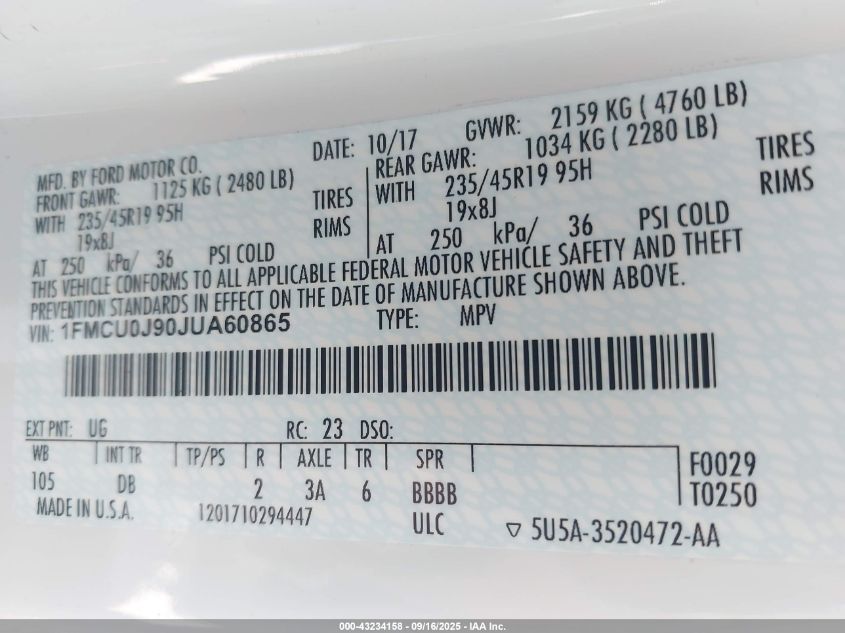 MFD. BY FORD MOTOR CO. DATE: 10/17 GVWR: 2159 KG ( 4760 LB)
FRONT GAWR: 1125 KG ( 2480 LB) REAR GAWR: 1034 KG ( 2280 LB)
WITH 235/45R19 95H TIRES WITH 235/45R19 95H TIRES
19x8J RIMS 19x8J RIMS
AT 250 kPa/ 36 PSI COLD AT 250 kPa/ 36 PSI COLD
THIS VEHICLE CONFORMS TO ALL APPLICABLE FEDERAL MOTOR VEHICLE SAFETY AND THEFT
PREVENTION STANDARDS IN EFFECT ON THE DATE OF MANUFACTURE SHOWN ABOVE.
VIN: 1FMCU0J90JUA60865 TYPE: MPV
EXT PNT: UG RC: 23 DSO:
WB INT TR TP/PS R AXLE TR SPR F0029
105 DB 2 3A 6 BBBB T0250
MADE IN U.S.A. 1201710294447 ULC 5U5A-3520472-AA
000-43234158 - 09/16/2025 - IAA Inc.